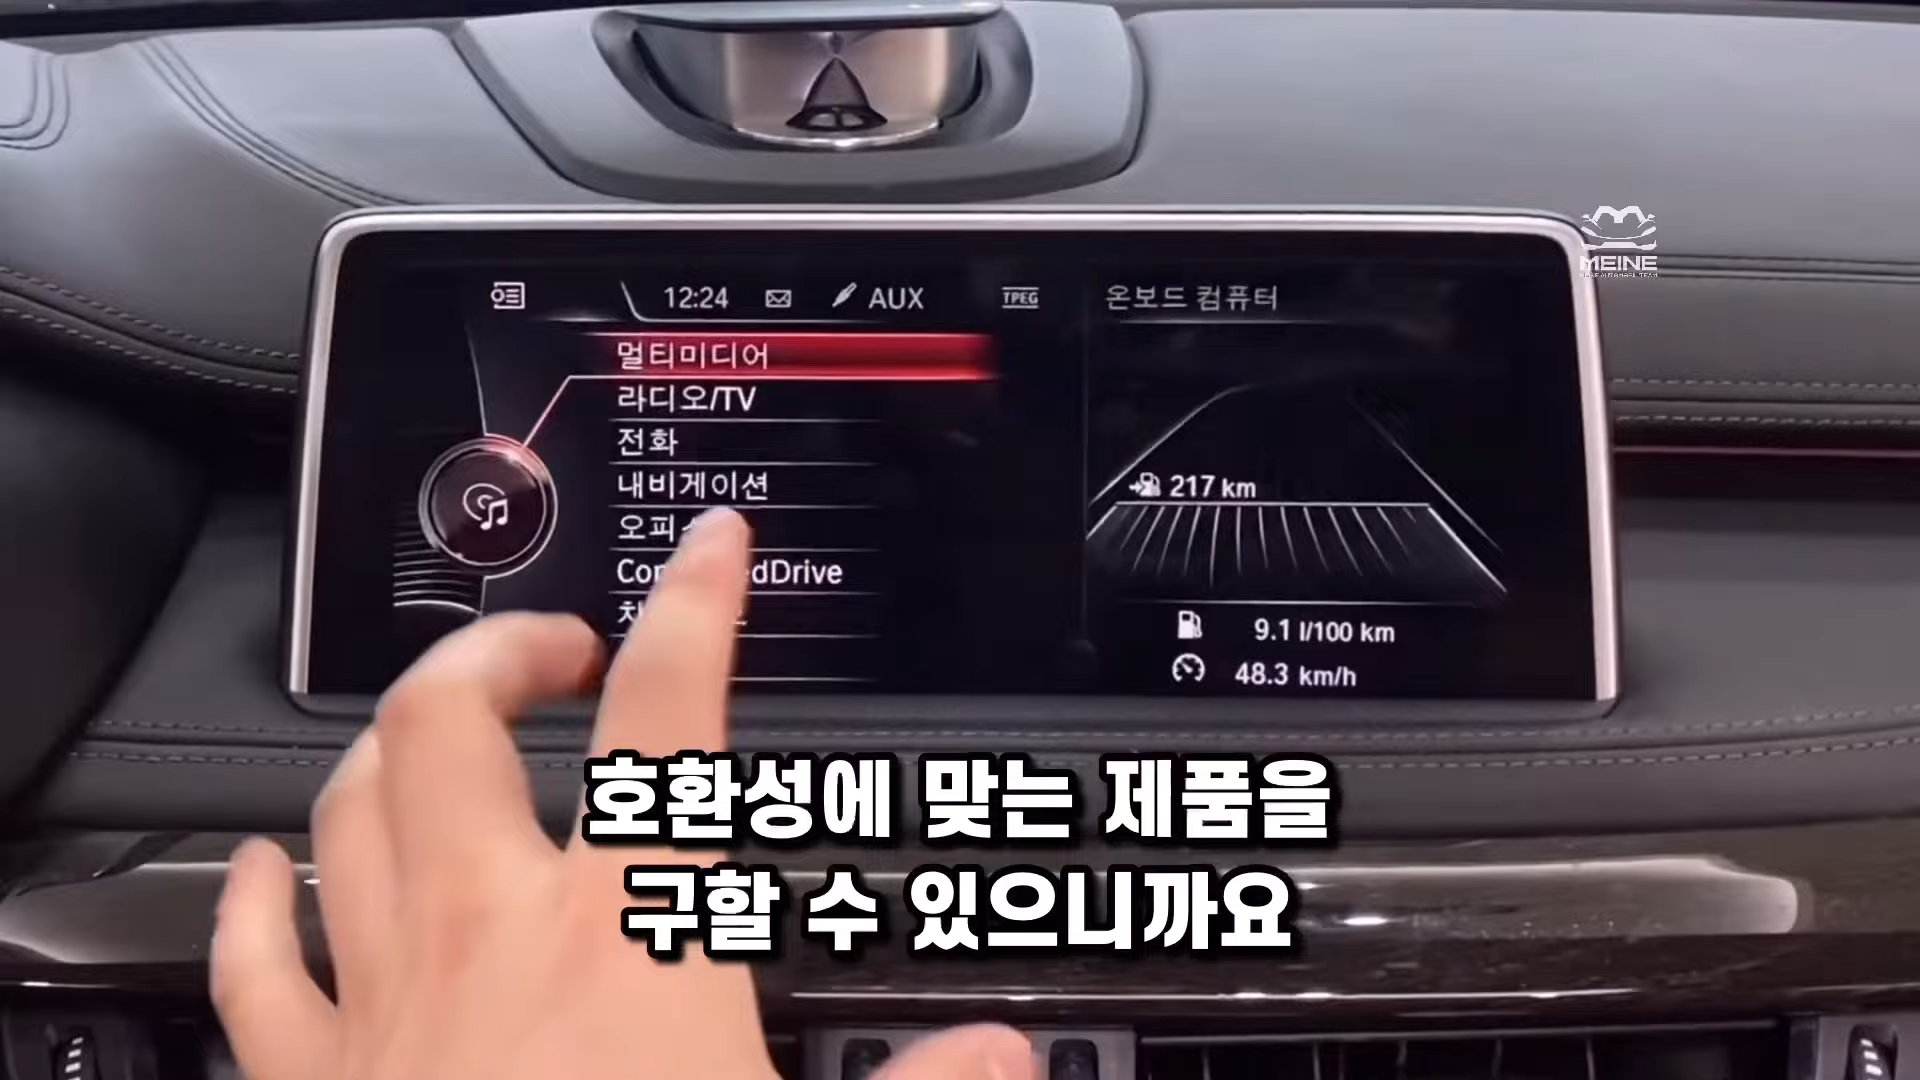 12:24
AUX
TPEG
온보드 컴퓨터
MEINE
멀티미디어
라디오/TV
전화
내비게이션
217 km
9.1 l/100 km
48.3 km/h
호환성에 맞는 제품을
구할 수 있으니까요